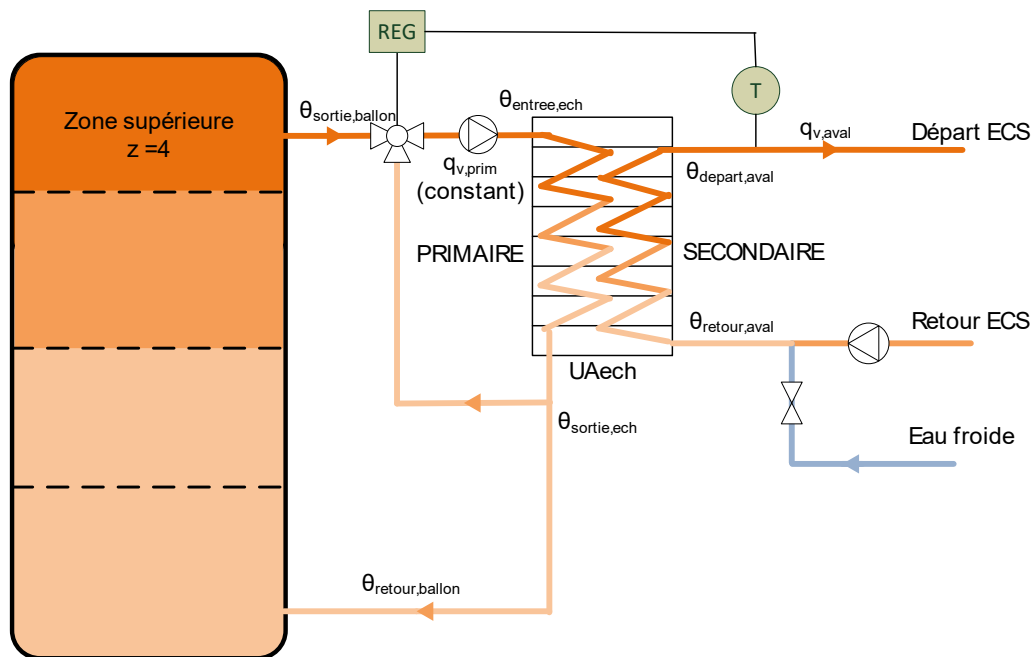 REG
T
θsortie,ballon
θentree,ech
Zone supérieure
z =4
qv,prim
(constant)
qv,aval
Départ ECS
θdepart,aval
PRIMAIRE
SECONDAIRE
θretour,aval
Retour ECS
UAech
θsortie,ech
Eau froide
θretour,ballon